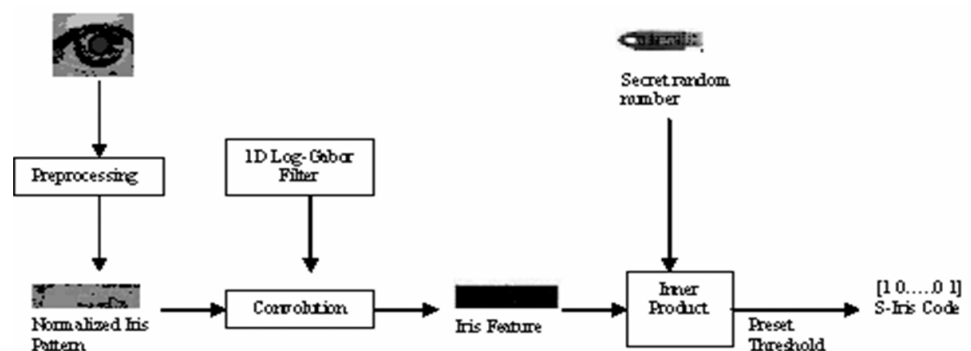 Secret random
number
1D Log-Gabor
Filter
Preprocessing
Normalized Iris
Pattern
Convolution
Iris Feature
Inner
Product
Preset
Threshold
[1 0.....0 1]
S-Iris Code